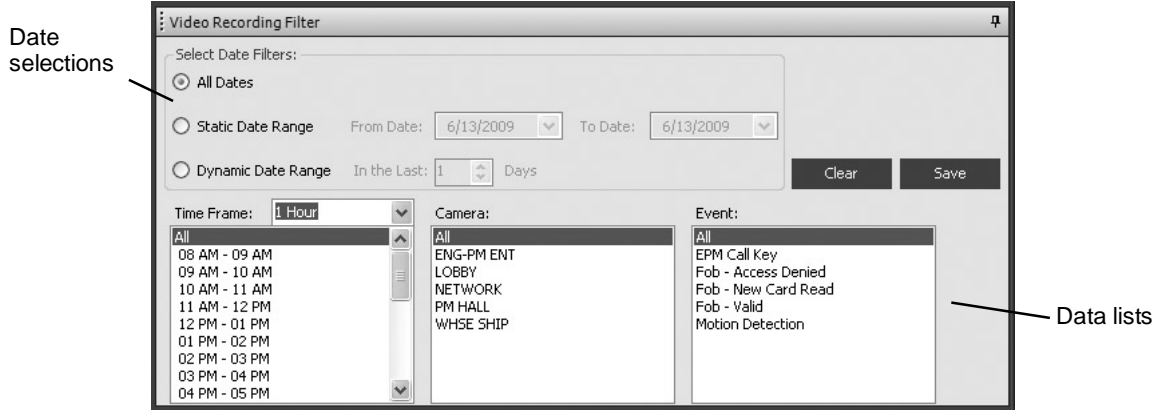 Video Recording Filter
Date
selections
Select Date Filters:
All Dates
Static Date Range From Date: 6/13/2009 To Date: 6/13/2009
Dynamic Date Range In the Last: 1 Days
Clear Save
Time Frame: 1 Hour
All
08 AM - 09 AM
09 AM - 10 AM
10 AM - 11 AM
11 AM - 12 PM
12 PM - 01 PM
01 PM - 02 PM
02 PM - 03 PM
03 PM - 04 PM
04 PM - 05 PM
Camera:
All
ENG-PM ENT
LOBBY
NETWORK
PM HALL
WHSE SHIP
Event:
All
EPM Call Key
Fob - Access Denied
Fob - New Card Read
Fob - Valid
Motion Detection
Data lists